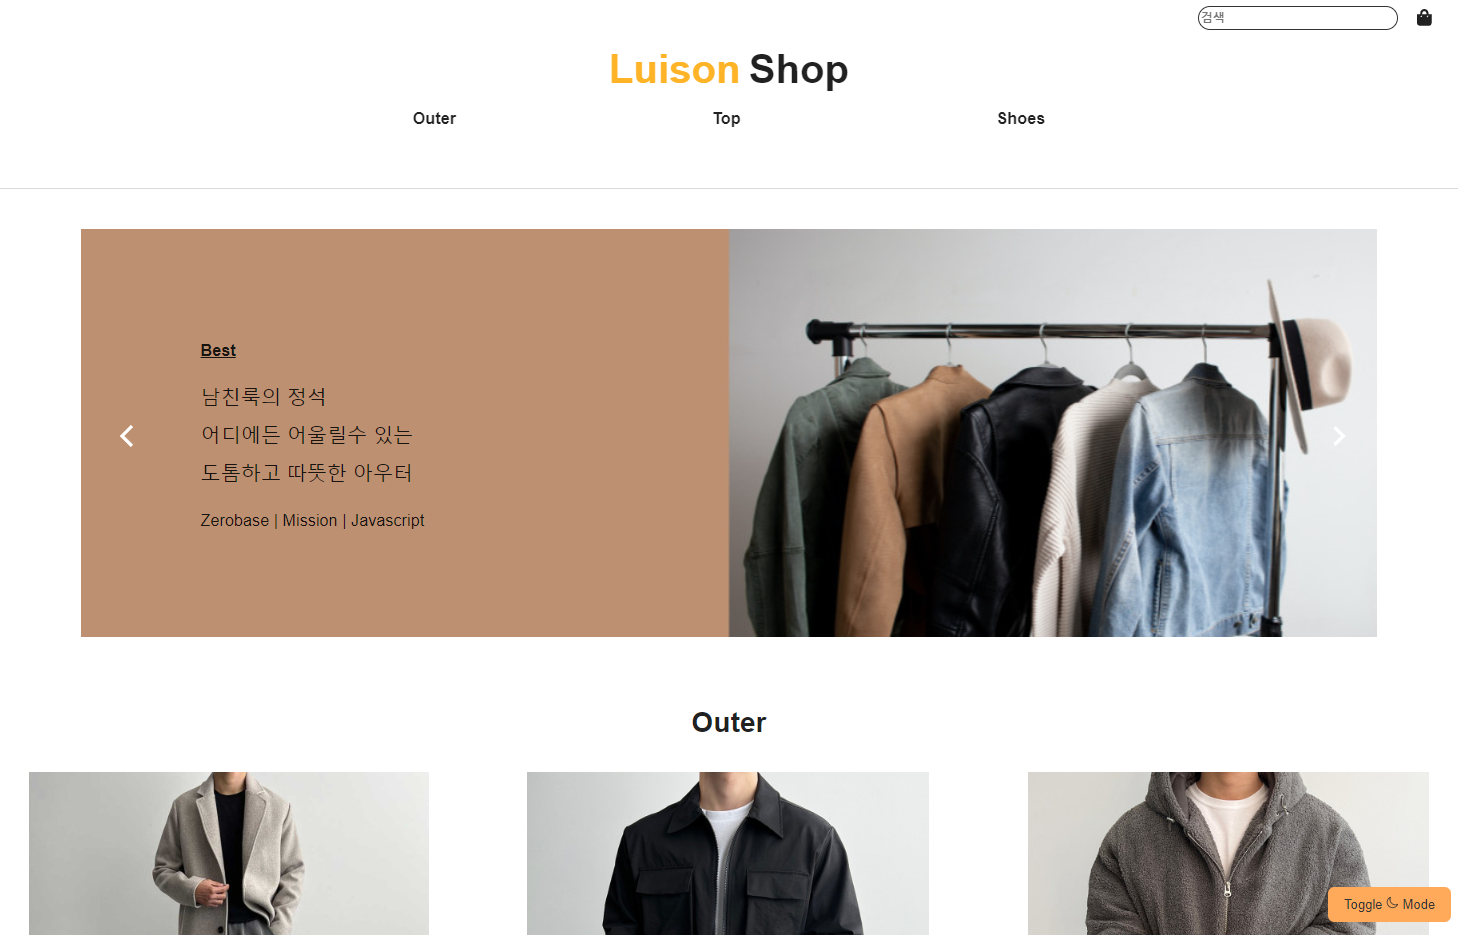 검색
Luison Shop
Outer Top Shoes
Best
남친룩의 정석
어디에든 어울릴수 있는
도톰하고 따뜻한 아우터
Zerobase | Mission | Javascript
Outer
Toggle Mode